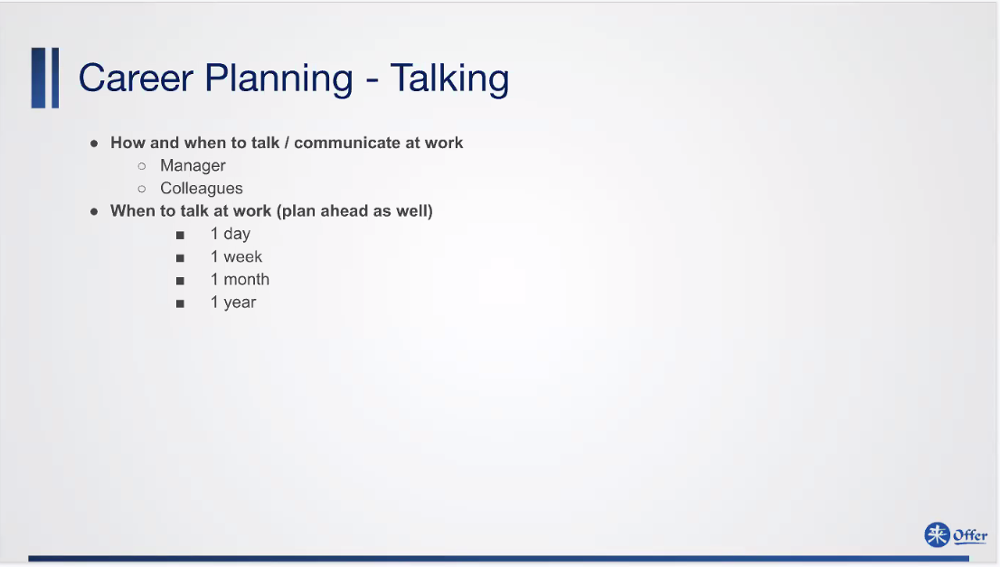 Career Planning - Talking
● How and when to talk / communicate at work
○ Manager
○ Colleagues
● When to talk at work (plan ahead as well)
■ 1 day
■ 1 week
■ 1 month
■ 1 year
来 Offer